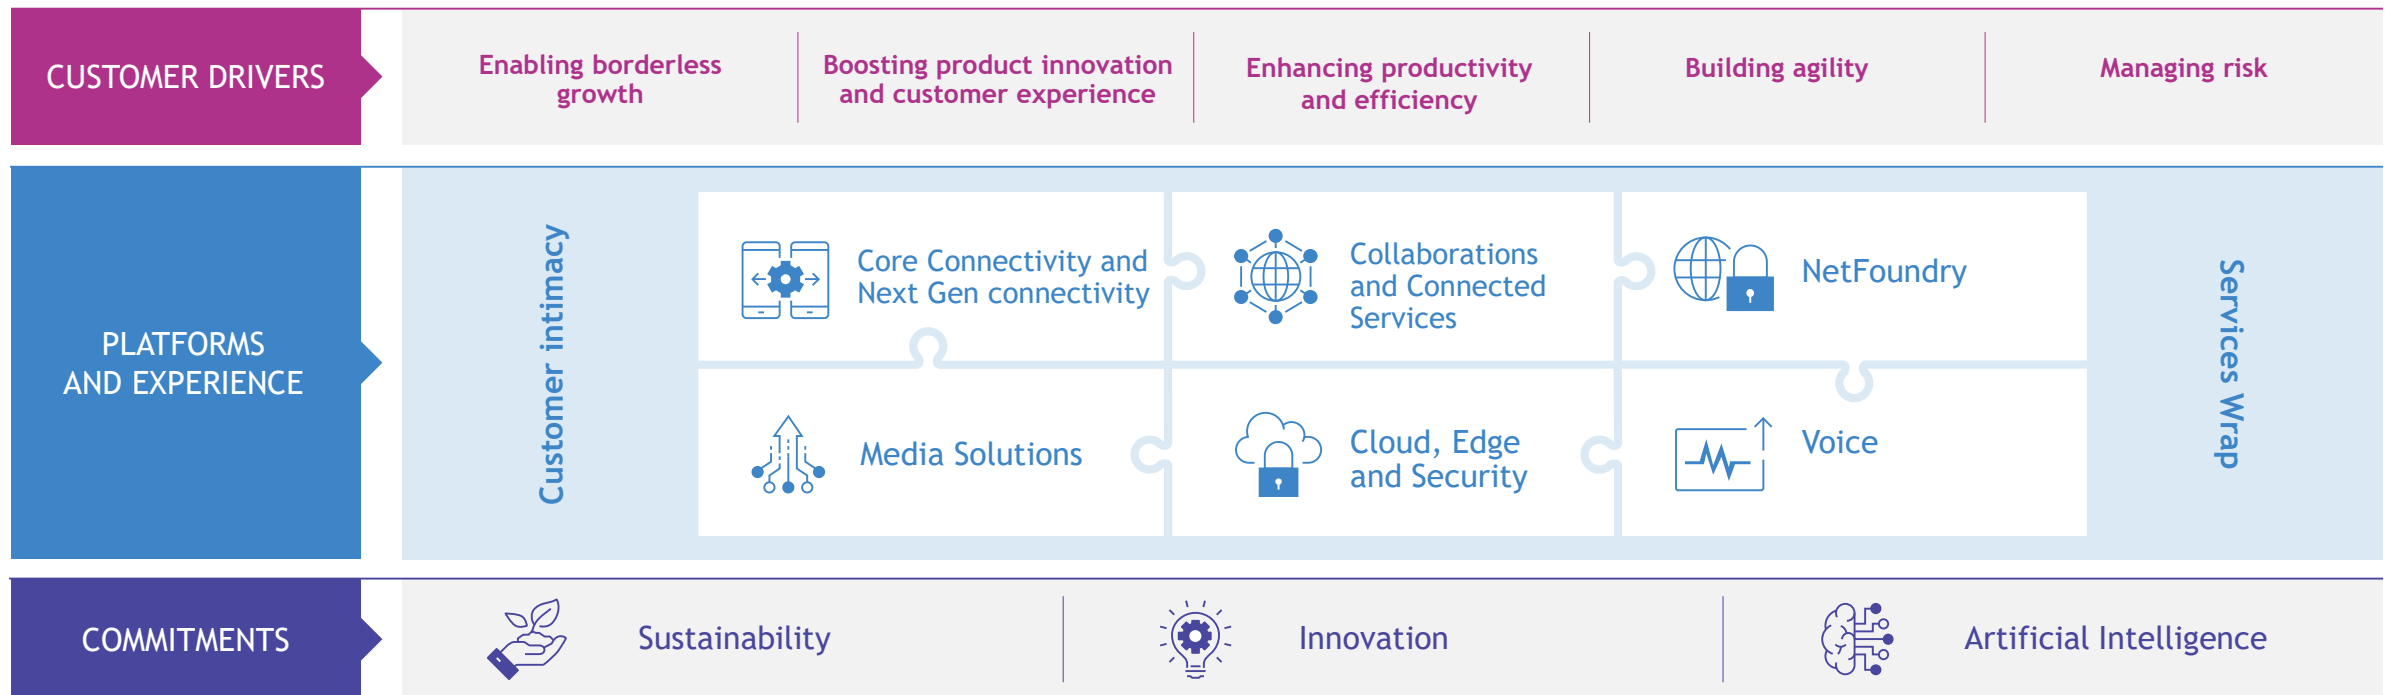 CUSTOMER DRIVERS
Enabling borderless
growth
Boosting product innovation
and customer experience
Enhancing productivity
and efficiency
Building agility
Managing risk
PLATFORMS
AND EXPERIENCE
Customer intimacy
Core Connectivity and
Next Gen connectivity
Collaborations
and Connected
Services
NetFoundry
Media Solutions
Cloud, Edge
and Security
Voice
Services Wrap
COMMITMENTS
Sustainability
Innovation
Artificial Intelligence